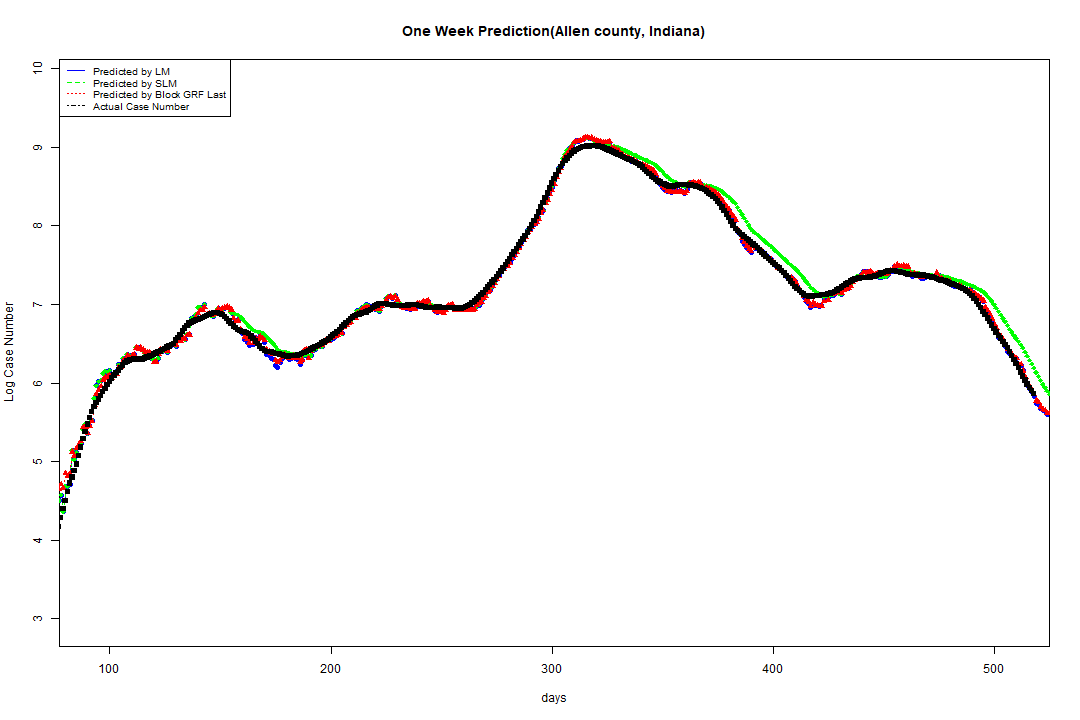 One Week Prediction(Allen county, Indiana)
Predicted by LM
Predicted by SLM
Predicted by Block GRF Last
Actual Case Number
Log Case Number
10
9
8
7
6
5
4
3
100 200 300 400 500
days